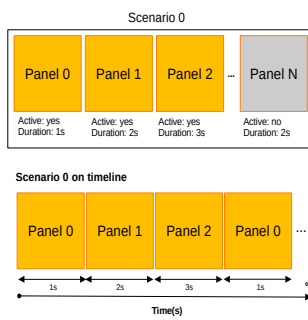 Scenario 0
Panel 0 Panel 1 Panel 2 ... Panel N
Active: yes Active: yes Active: yes Active: no
Duration: 1s Duration: 2s Duration: 3s Duration: 2s
Scenario 0 on timeline
Panel 0 Panel 1 Panel 2 Panel 0 ...
1s 2s 3s 1s
Time(s)